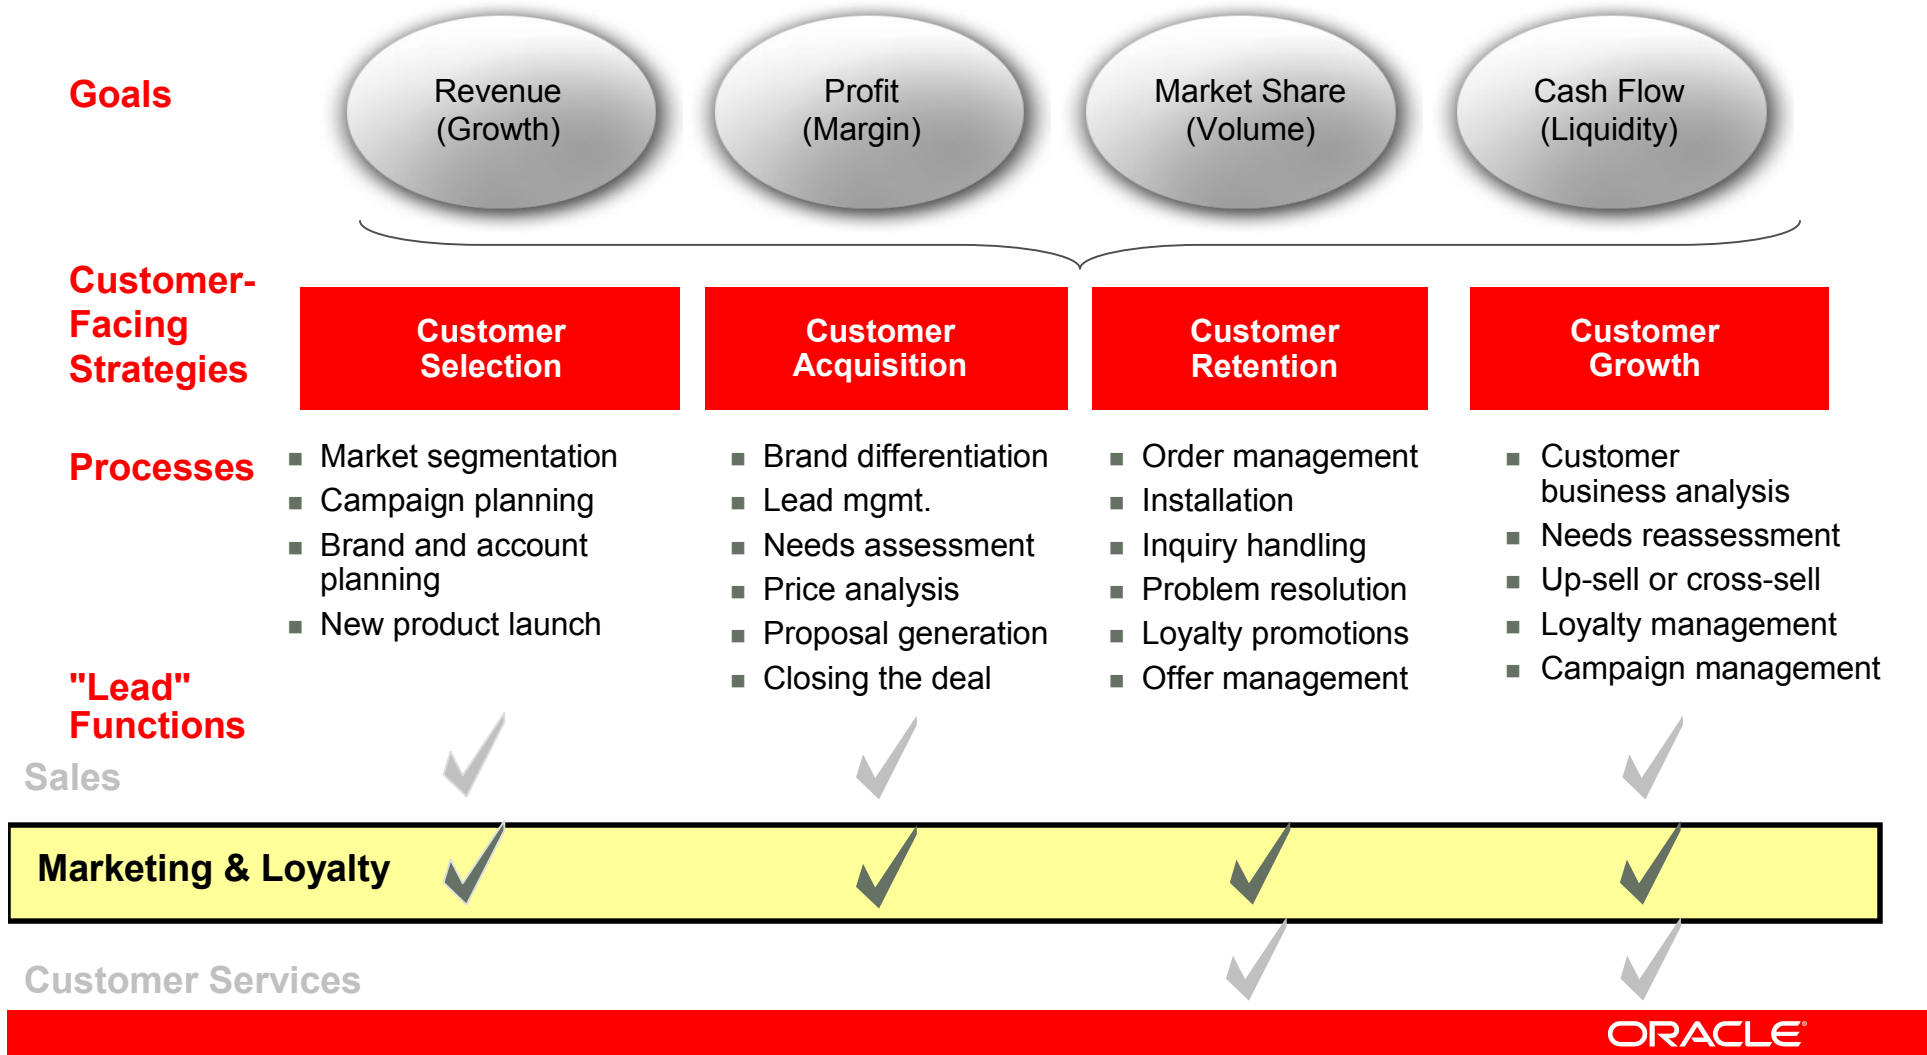 Goals
Revenue
(Growth)
Profit
(Margin)
Market Share
(Volume)
Cash Flow
(Liquidity)
Customer-
Facing
Strategies
Customer
Selection
Customer
Acquisition
Customer
Retention
Customer
Growth
Processes
Market segmentation
Campaign planning
Brand and account
planning
New product launch
Brand differentiation
Lead mgmt.
Needs assessment
Price analysis
Proposal generation
Closing the deal
Order management
Installation
Inquiry handling
Problem resolution
Loyalty promotions
Offer management
Customer
business analysis
Needs reassessment
Up-sell or cross-sell
Loyalty management
Campaign management
"Lead"
Functions
Sales
Marketing & Loyalty
Customer Services
ORACLE